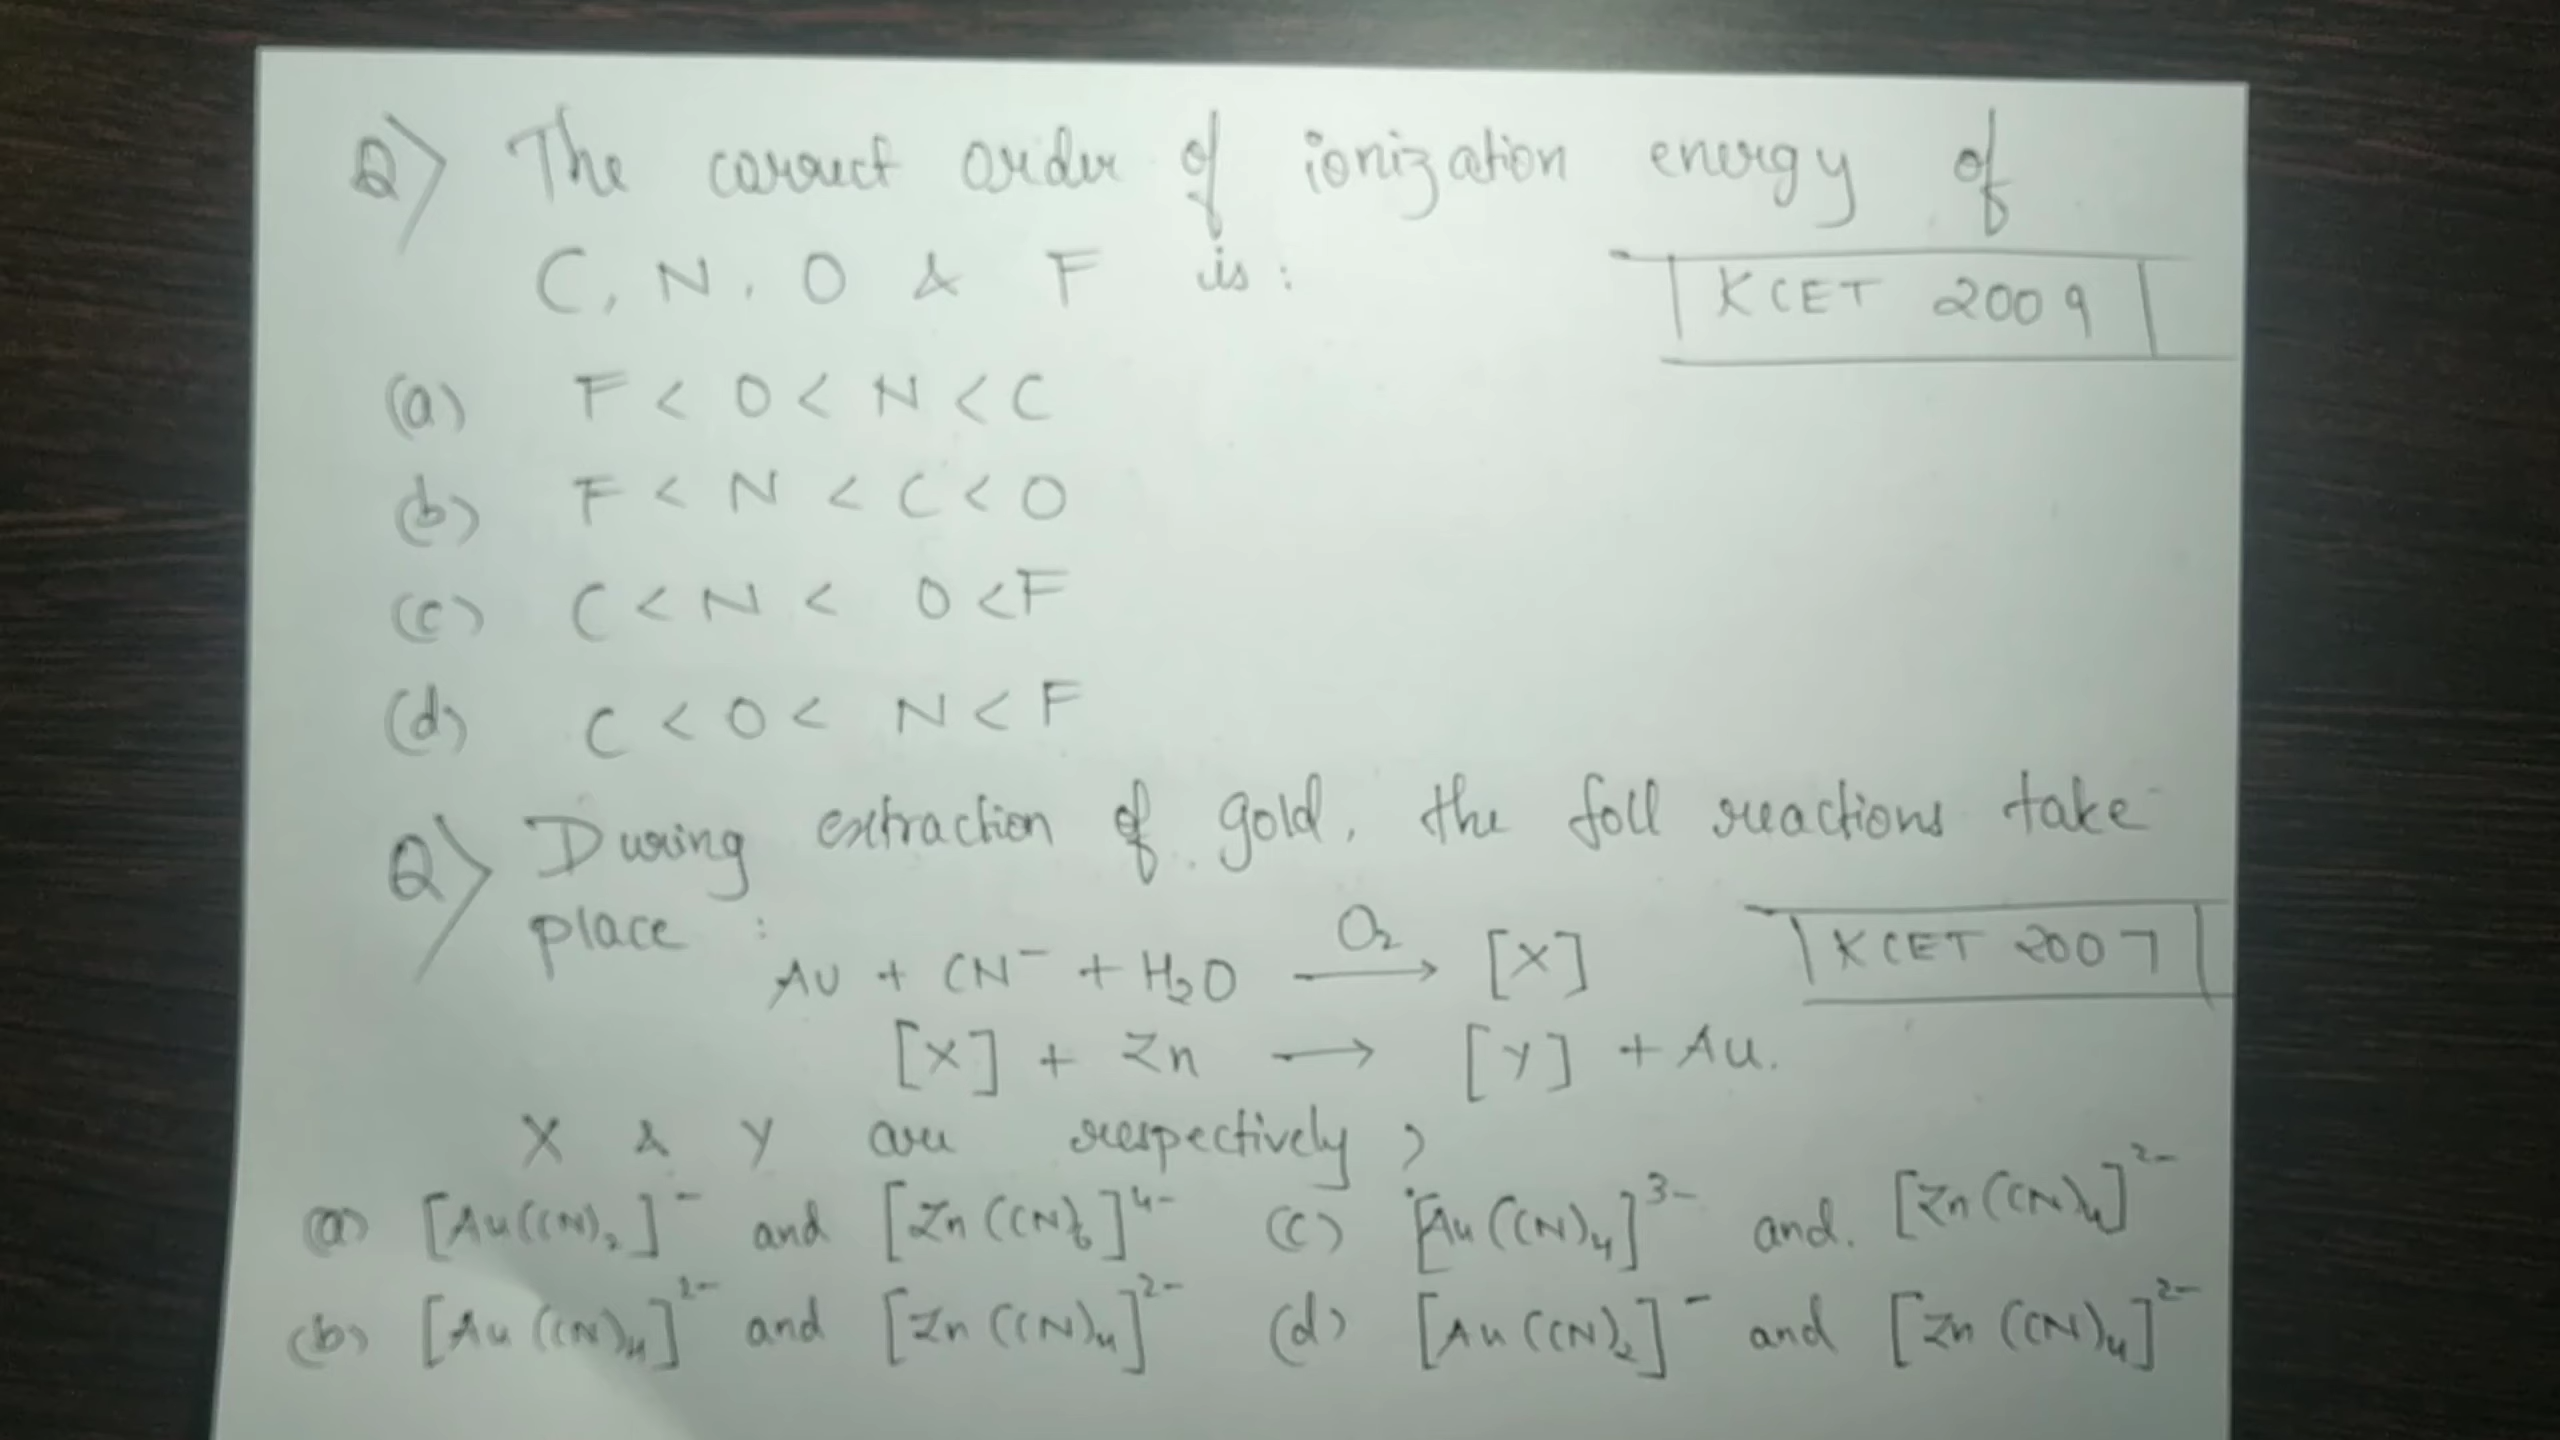 Q) The correct order of ionization energy of
C, N, O & F is :
KCET 2009
(a) F < O < N < C
(b) F < N < C < O
(c) C < N < O < F
(d) C < O < N < F
Q) During extraction of gold, the foll reactions take
place :
KCET 2007
Au + CN⁻ + H₂O —O₂→ [X]
[X] + Zn → [Y] + Au.
X & Y are respectively,
(a) [Au(CN)₂]⁻ and [Zn(CN)₆]⁴⁻ (c) [Au(CN)₄]³⁻ and. [Zn(CN)₄]²⁻
(b) [Au(CN)₄]²⁻ and [Zn(CN)₄]²⁻ (d) [Au(CN)₂]⁻ and [Zn(CN)₄]²⁻